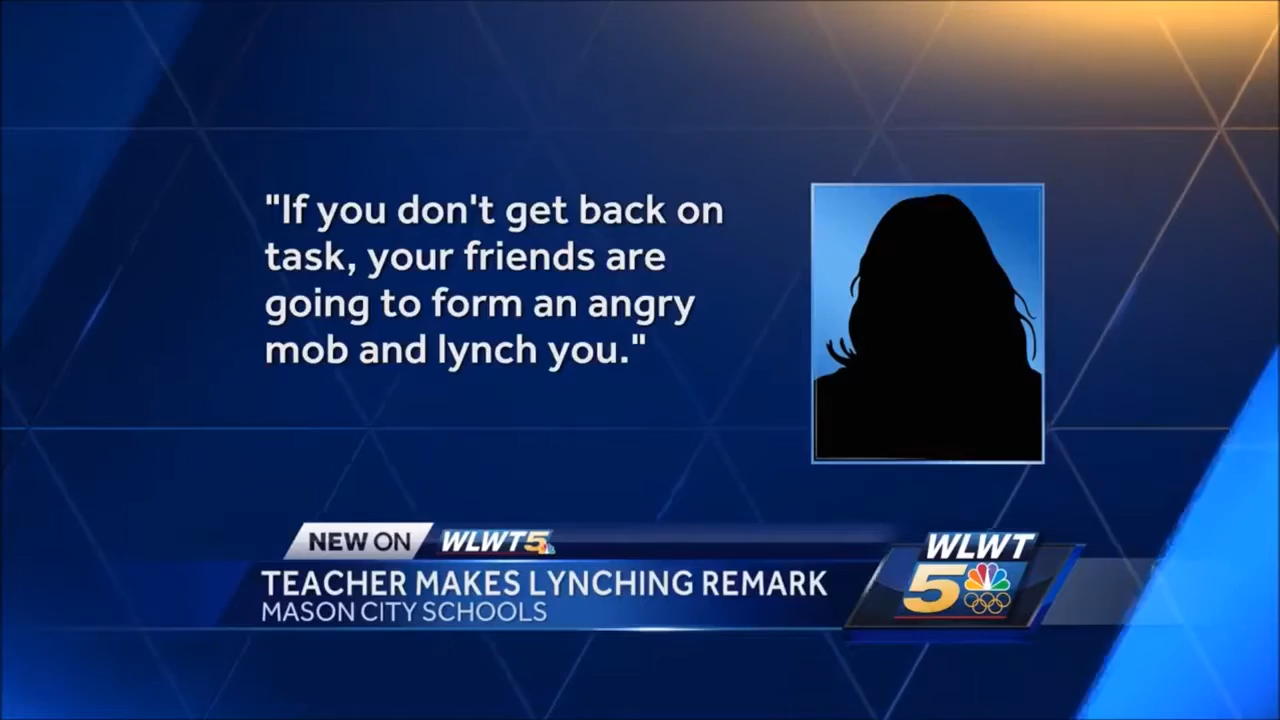 "If you don't get back on
task, your friends are
going to form an angry
mob and lynch you."
NEW ON WLWT5
TEACHER MAKES LYNCHING REMARK
MASON CITY SCHOOLS
WLWT
5